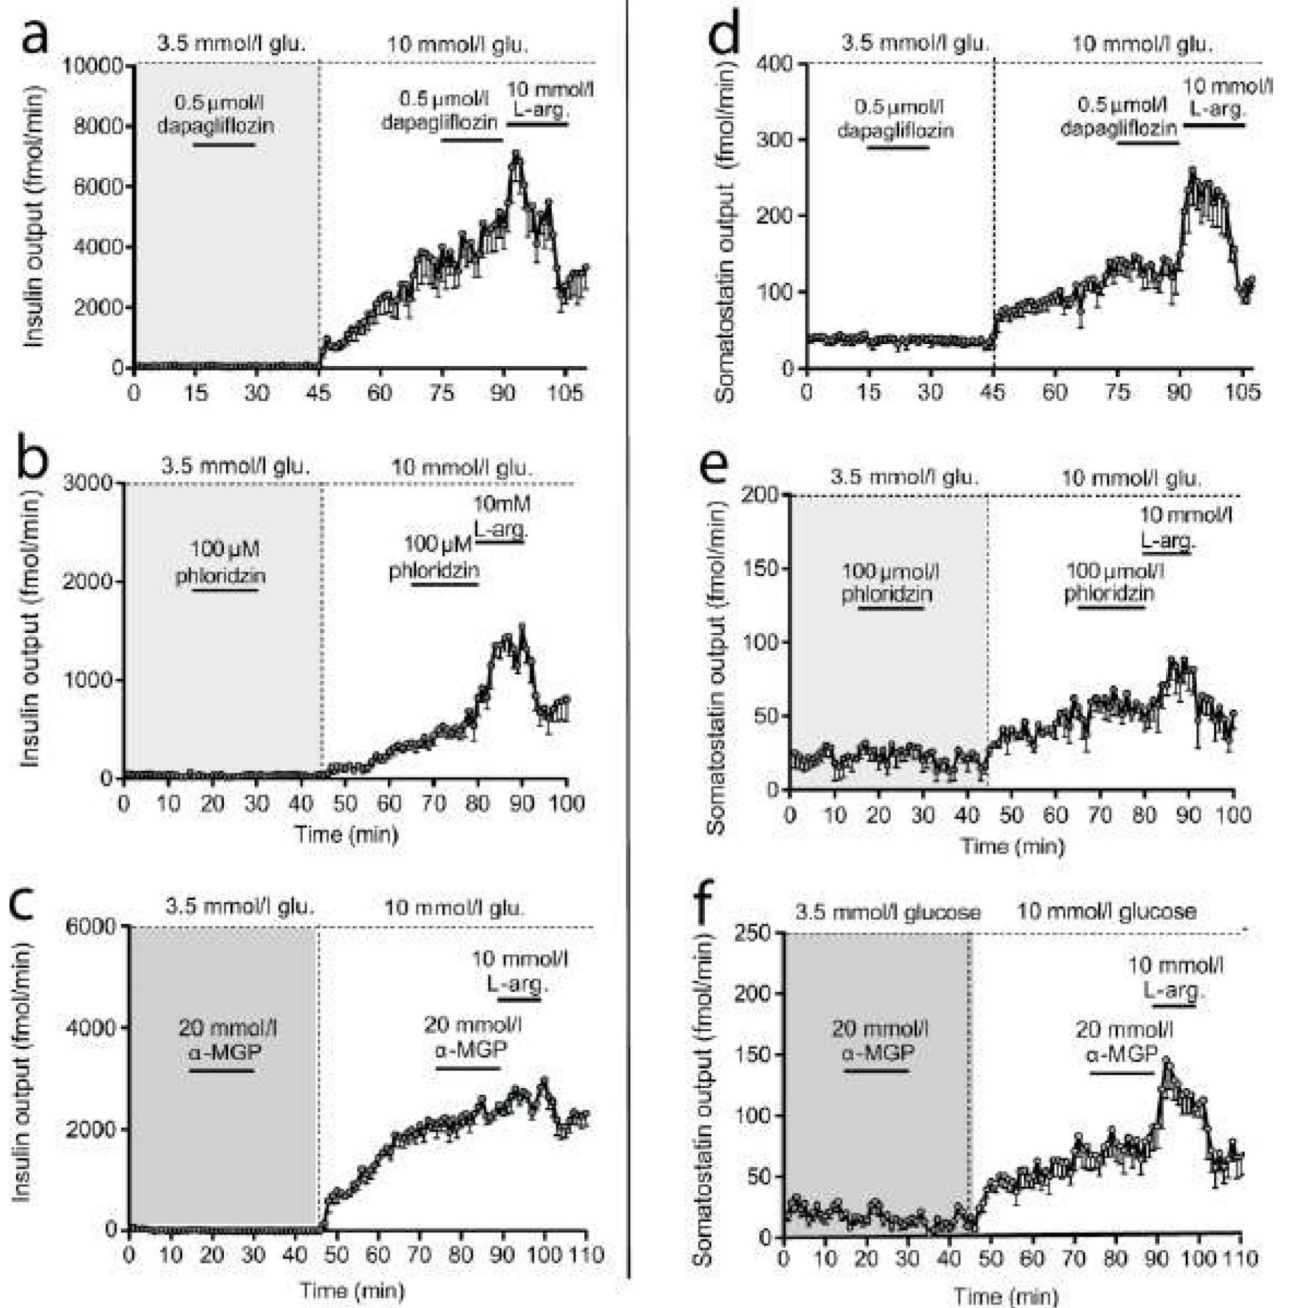 a
3.5 mmol/l glu.
10 mmol/l glu.
Insulin output (fmol/min)
10000
8000
6000
4000
2000
0
0.5 µmol/l
dapagliflozin
0.5 µmol/l
dapagliflozin
10 mmol/l
L-arg.
0 15 30 45 60 75 90 105
b
3.5 mmol/l glu.
10 mmol/l glu.
Insulin output (fmol/min)
3000
2000
1000
0
100 µM
phloridzin
100 µM
phloridzin
10mM
L-arg.
0 10 20 30 40 50 60 70 80 90 100
Time (min)
c
3.5 mmol/l glu.
10 mmol/l glu.
Insulin output (fmol/min)
6000
4000
2000
0
20 mmol/l
α-MGP
20 mmol/l
α-MGP
10 mmol/l
L-arg.
0 10 20 30 40 50 60 70 80 90 100 110
Time (min)
d
3.5 mmol/l glu.
10 mmol/l glu.
Somatostatin output (fmol/min)
400
300
200
100
0
0.5 µmol/l
dapagliflozin
0.5 µmol/l
dapagliflozin
10 mmol/l
L-arg.
0 15 30 45 60 75 90 105
e
3.5 mmol/l glu.
10 mmol/l glu.
Somatostatin output (fmol/min)
200
150
100
50
0
100 µmol/l
phloridzin
100 µmol/l
phloridzin
10 mmol/l
L-arg.
0 10 20 30 40 50 60 70 80 90 100
Time (min)
f
3.5 mmol/l glucose
10 mmol/l glucose
Somatostatin output (fmol/min)
250
200
150
100
50
0
20 mmol/l
α-MGP
20 mmol/l
α-MGP
10 mmol/l
L-arg.
0 10 20 30 40 50 60 70 80 90 100 110
Time (min)